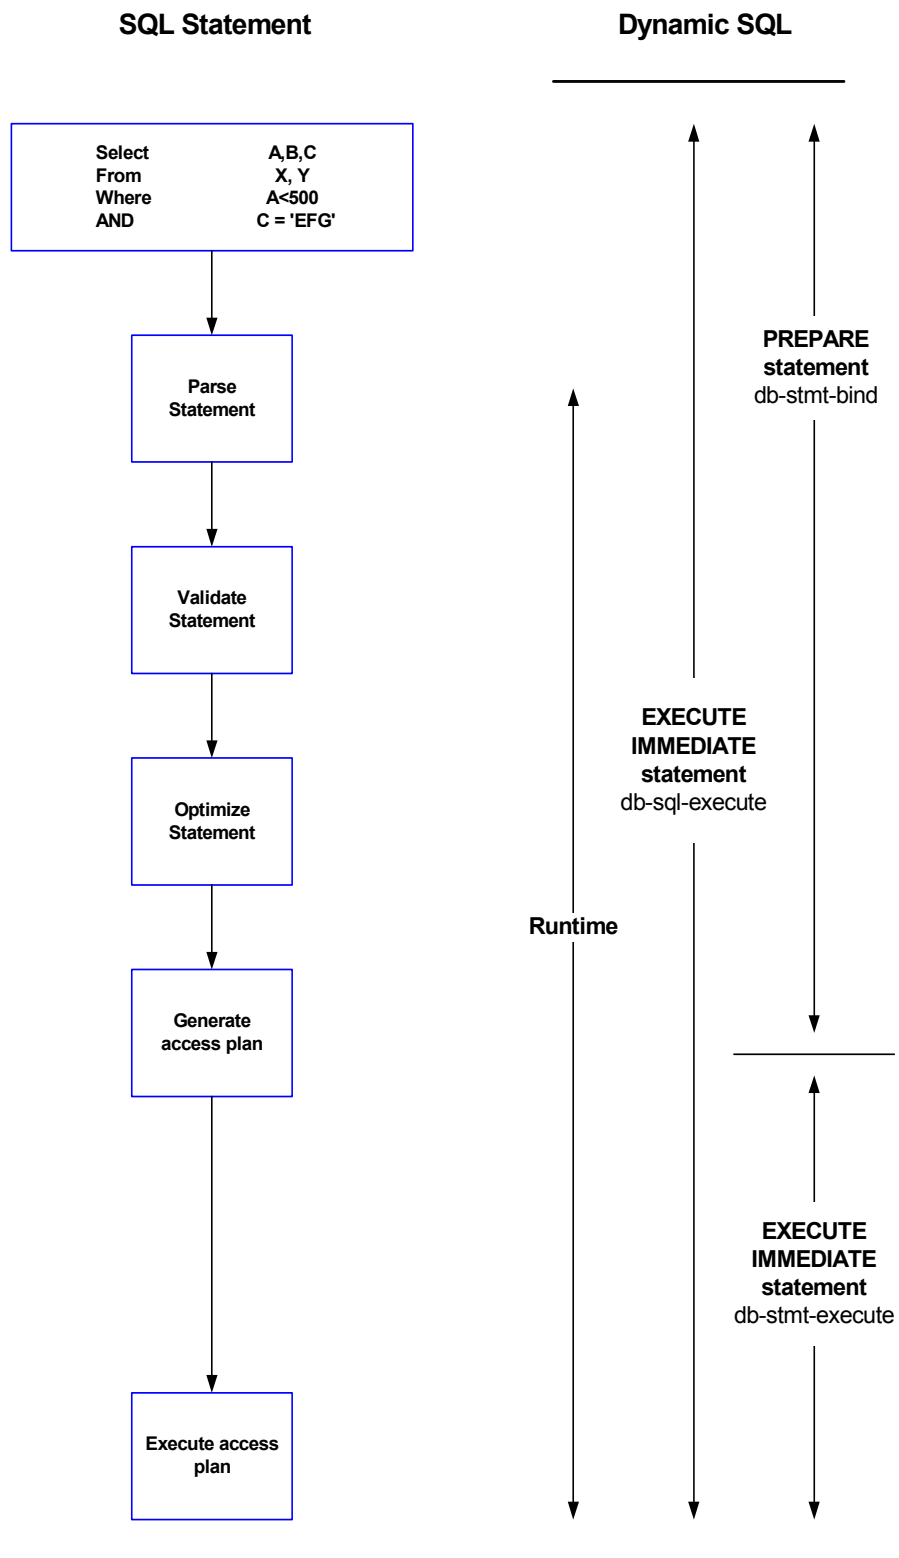 SQL Statement
Dynamic SQL
Select A,B,C
From X, Y
Where A<500
AND C = 'EFG'
Parse
Statement
Validate
Statement
Optimize
Statement
Generate
access plan
Execute access
plan
Runtime
EXECUTE
IMMEDIATE
statement
db-sql-execute
PREPARE
statement
db-stmt-bind
EXECUTE
IMMEDIATE
statement
db-stmt-execute